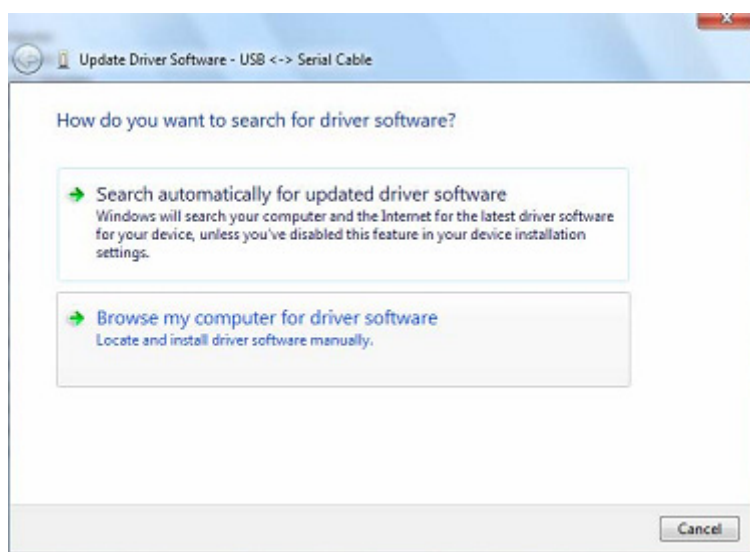 Update Driver Software - USB <-> Serial Cable
How do you want to search for driver software?
Search automatically for updated driver software
Windows will search your computer and the Internet for the latest driver software
for your device, unless you've disabled this feature in your device installation
settings.
Browse my computer for driver software
Locate and install driver software manually.
Cancel